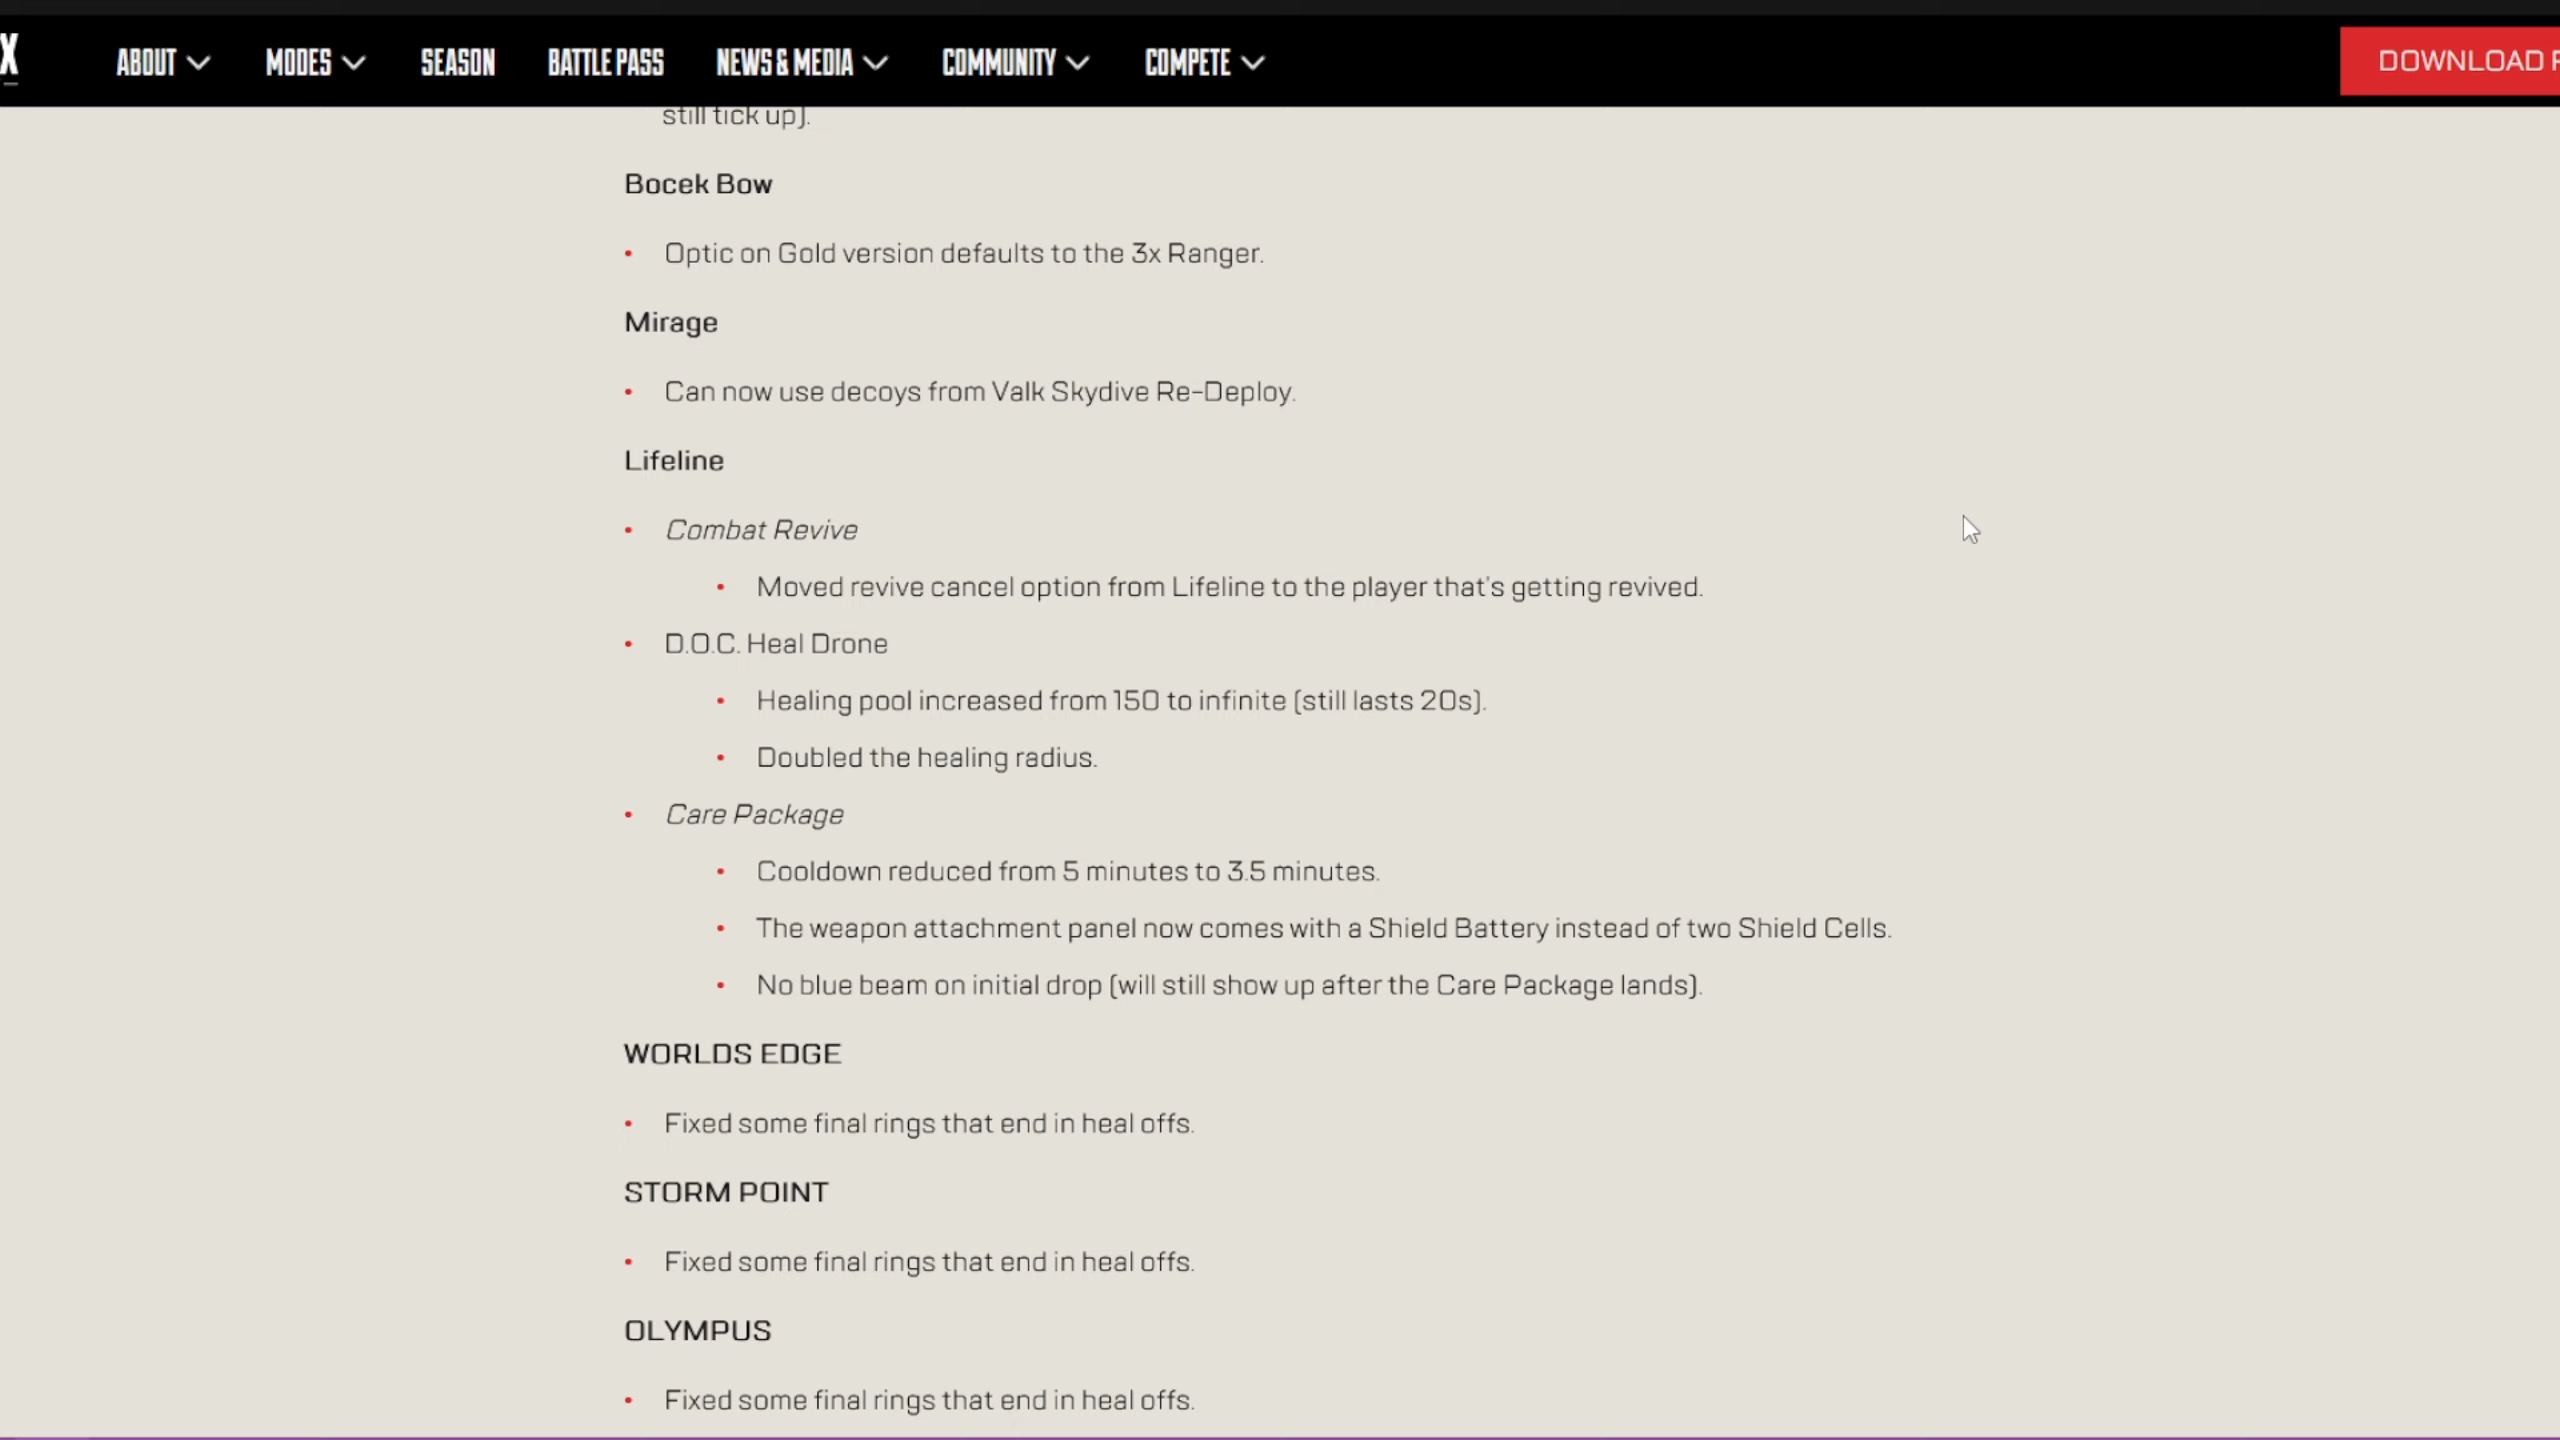 X
ABOUT
MODES
SEASON
BATTLE PASS
NEWS & MEDIA
COMMUNITY
COMPETE
DOWNLOAD F
still tick up).
Bocek Bow
• Optic on Gold version defaults to the 3x Ranger.
Mirage
• Can now use decoys from Valk Skydive Re-Deploy.
Lifeline
• Combat Revive
• Moved revive cancel option from Lifeline to the player that's getting revived.
• D.O.C. Heal Drone
• Healing pool increased from 150 to infinite (still lasts 20s).
• Doubled the healing radius.
• Care Package
• Cooldown reduced from 5 minutes to 3.5 minutes.
• The weapon attachment panel now comes with a Shield Battery instead of two Shield Cells.
• No blue beam on initial drop (will still show up after the Care Package lands).
WORLDS EDGE
• Fixed some final rings that end in heal offs.
STORM POINT
• Fixed some final rings that end in heal offs.
OLYMPUS
• Fixed some final rings that end in heal offs.